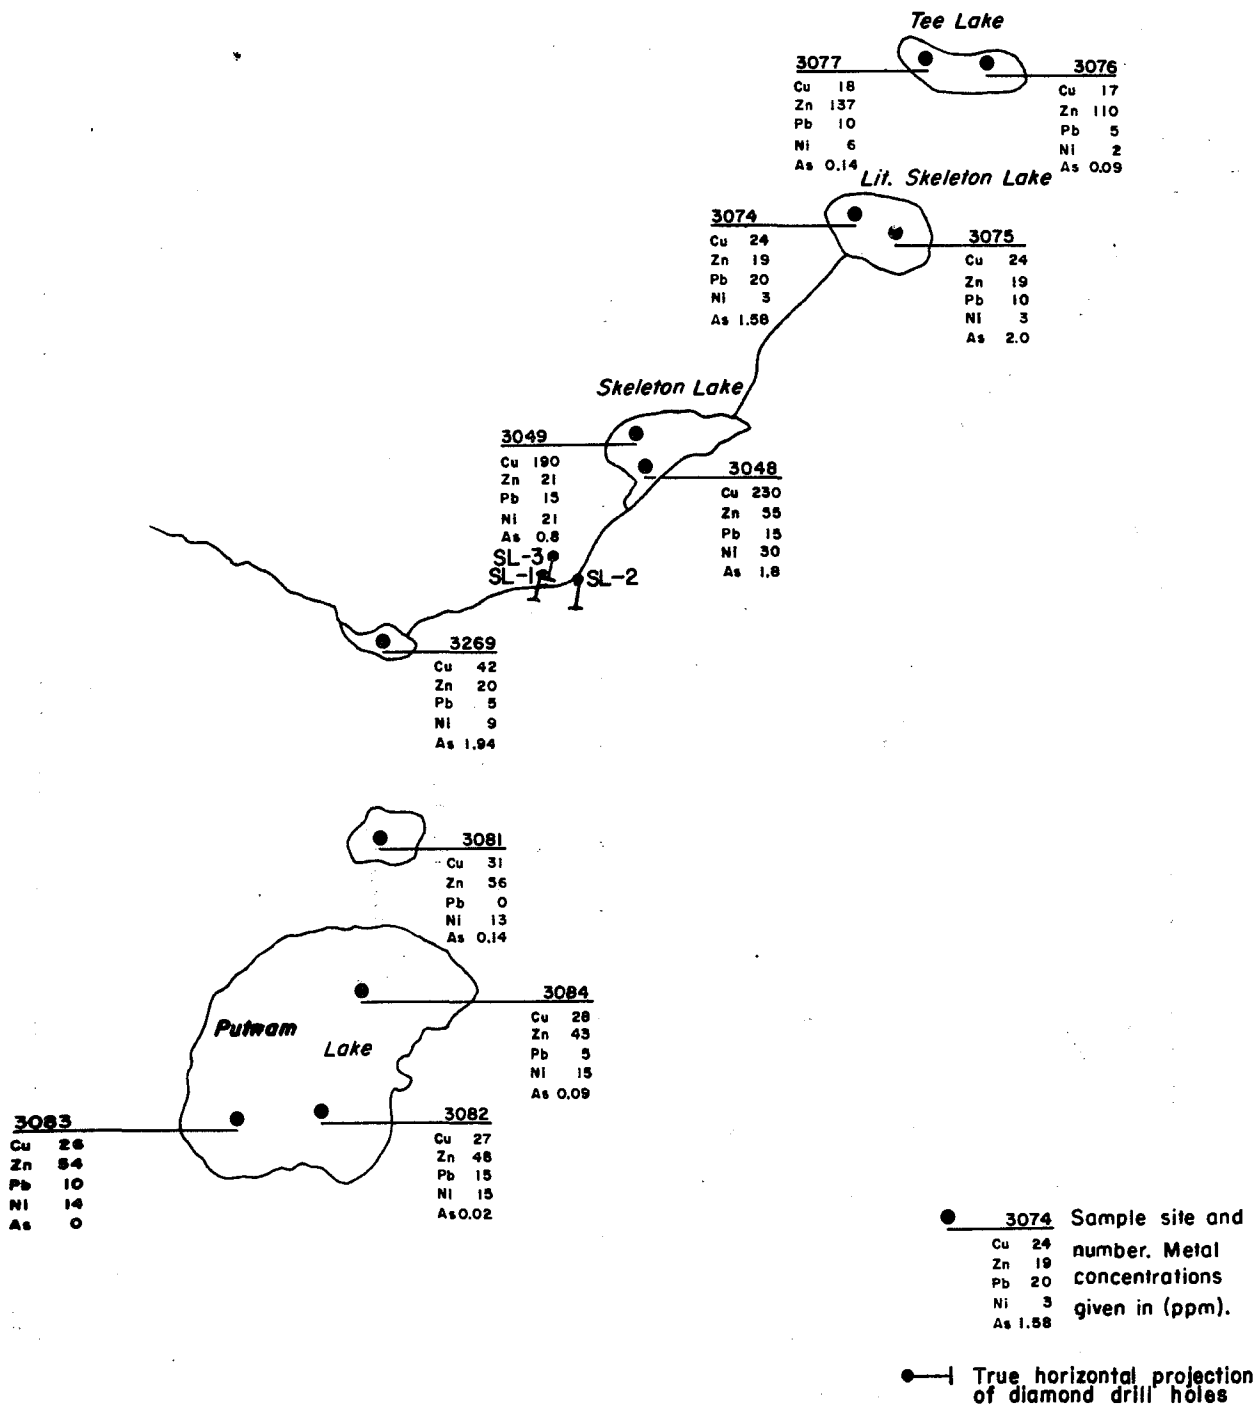 Tee Lake
3077
Cu 18
Zn 137
Pb 10
Ni 6
As 0.14
3076
Cu 17
Zn 110
Pb 5
Ni 2
As 0.09
Lit. Skeleton Lake
3074
Cu 24
Zn 19
Pb 20
Ni 3
As 1.58
3075
Cu 24
Zn 19
Pb 10
Ni 3
As 2.0
Skeleton Lake
3049
Cu 190
Zn 21
Pb 15
Ni 21
As 0.8
3048
Cu 230
Zn 55
Pb 15
Ni 30
As 1.8
SL-3
SL-1
SL-2
3269
Cu 42
Zn 20
Pb 5
Ni 9
As 1.94
3081
Cu 31
Zn 56
Pb 0
Ni 13
As 0.14
3084
Cu 28
Zn 43
Pb 5
Ni 15
As 0.09
Putnam
Lake
3083
Cu 26
Zn 54
Pb 10
Ni 14
As 0
3082
Cu 27
Zn 48
Pb 15
Ni 15
As 0.02
3074
Cu 24
Zn 19
Pb 20
Ni 3
As 1.58
Sample site and
number. Metal
concentrations
given in (ppm).
True horizontal projection
of diamond drill holes